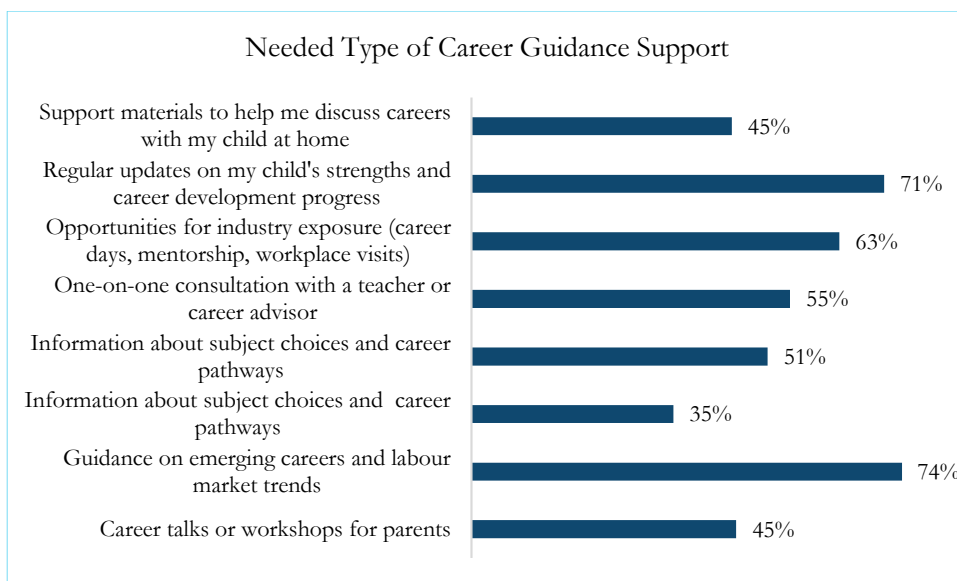 Needed Type of Career Guidance Support
Support materials to help me discuss careers
with my child at home
45%
Regular updates on my child's strengths and
career development progress
71%
Opportunities for industry exposure (career
days, mentorship, workplace visits)
63%
One-on-one consultation with a teacher or
career advisor
55%
Information about subject choices and career
pathways
51%
Information about subject choices and  career
pathways
35%
Guidance on emerging careers and labour
market trends
74%
Career talks or workshops for parents
45%